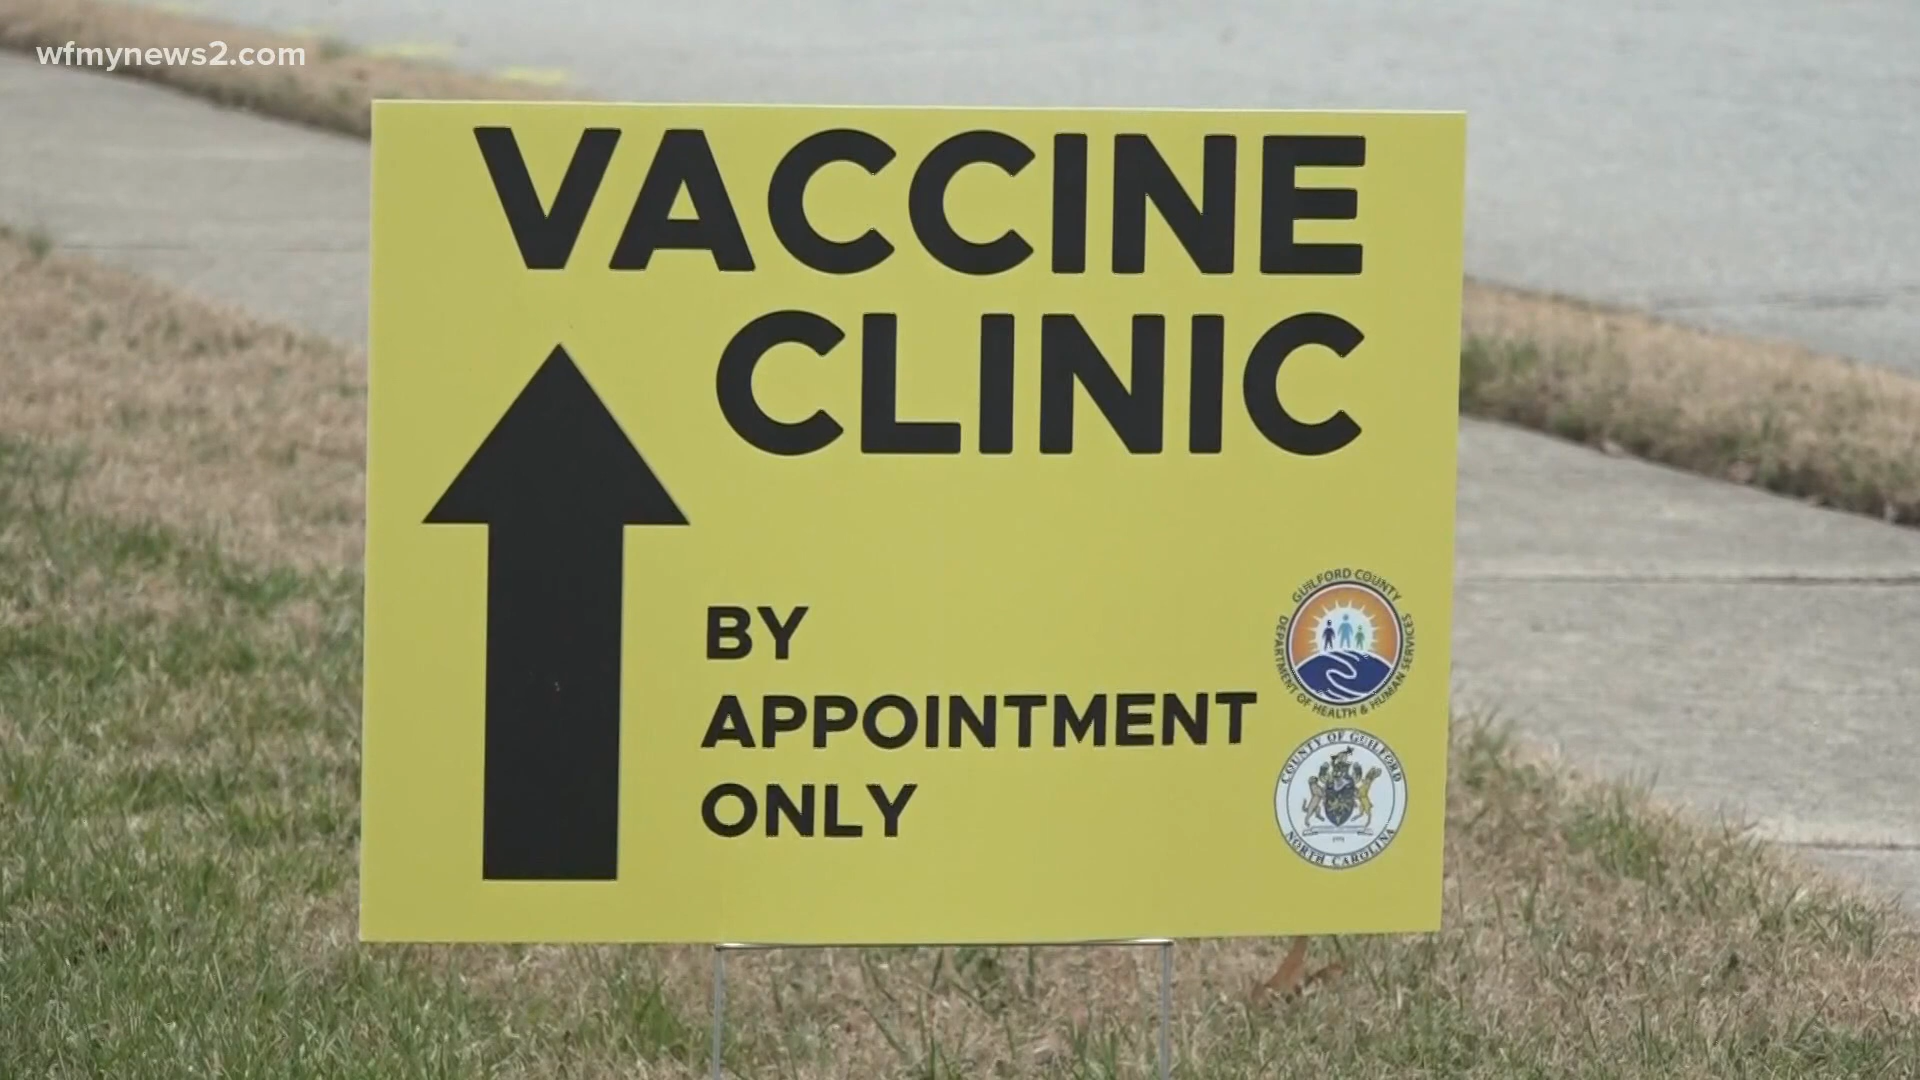 wfmynews2.com
VACCINE
CLINIC
BY
APPOINTMENT
ONLY
GUILFORD COUNTY
DEPARTMENT OF HEALTH & HUMAN SERVICES
COUNTY OF GUILFORD
NORTH CAROLINA